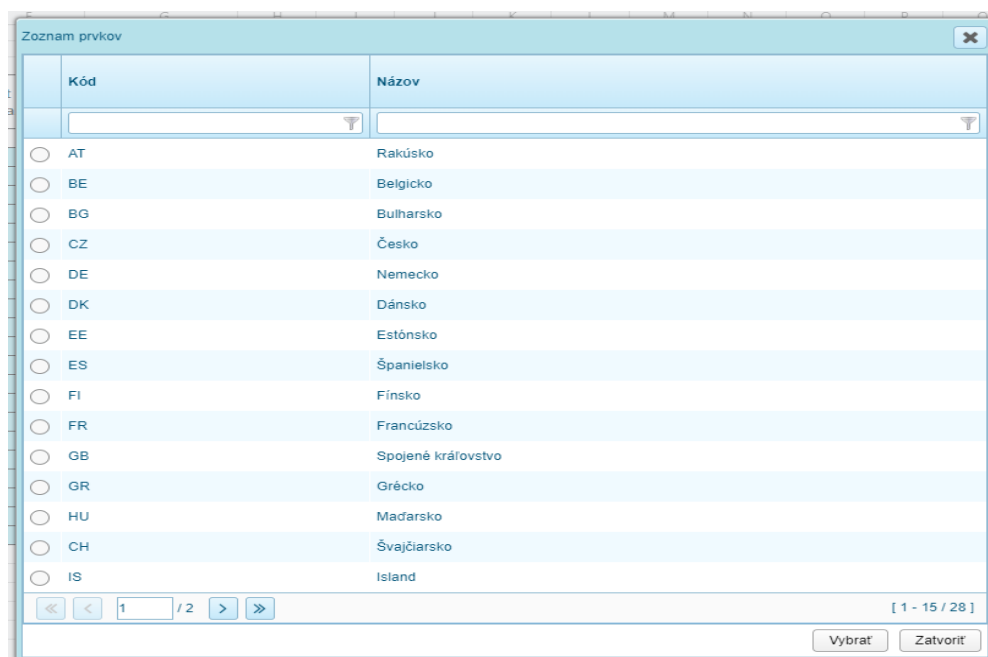 Zoznam prvkov
Kód Názov
AT Rakúsko
BE Belgicko
BG Bulharsko
CZ Česko
DE Nemecko
DK Dánsko
EE Estónsko
ES Španielsko
FI Fínsko
FR Francúzsko
GB Spojené kráľovstvo
GR Grécko
HU Maďarsko
CH Švajčiarsko
IS Island
1 / 2 [ 1 - 15 / 28 ]
Vybrať Zatvoriť